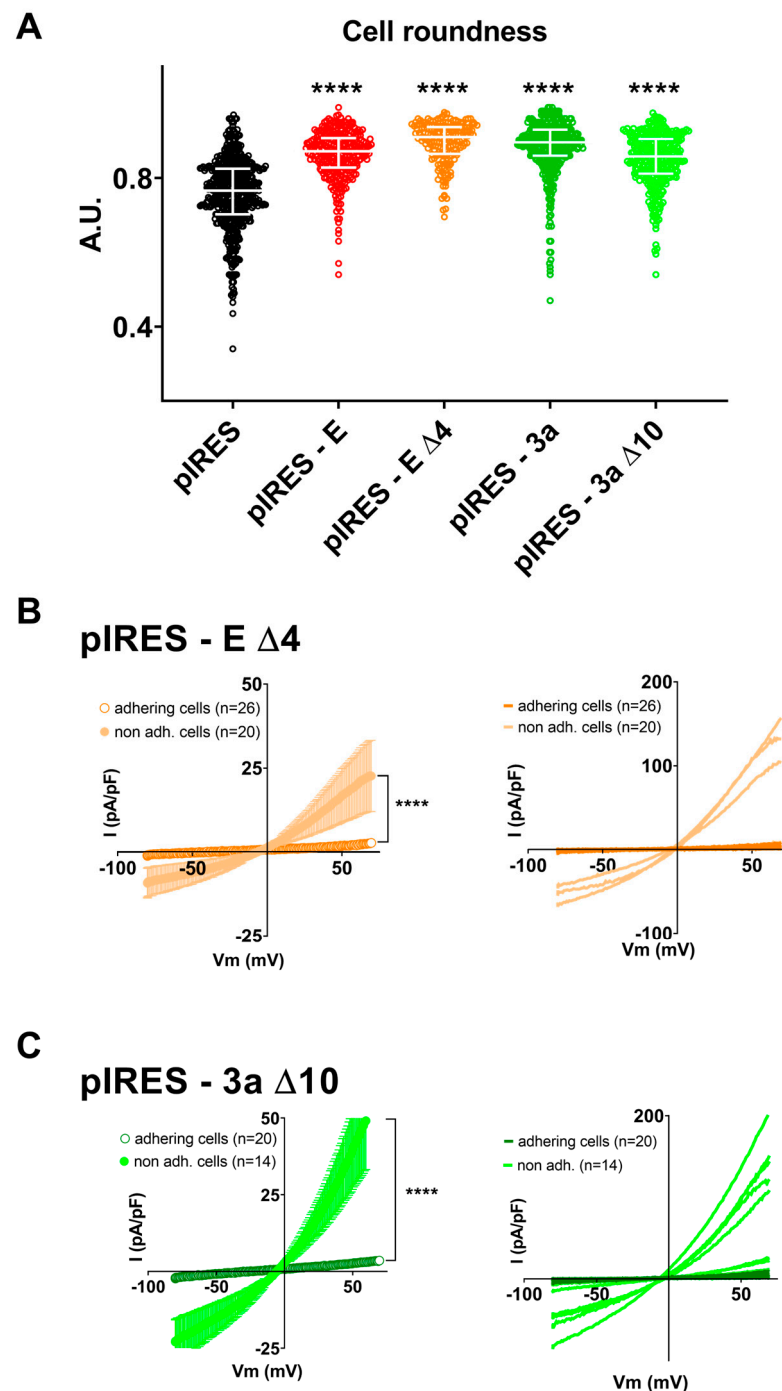 A
Cell roundness
**** **** **** ****
A.U.
0.8
0.4
pIRES
pIRES - E
pIRES - E Δ4
pIRES - 3a
pIRES - 3a Δ10
B
pIRES - E Δ4
50
25
-25
-100 -50 50
I (pA/pF)
Vm (mV)
adhering cells (n=26)
non adh. cells (n=20)
****
200
100
-100
-100 -50 50
I (pA/pF)
Vm (mV)
adhering cells (n=26)
non adh. cells (n=20)
C
pIRES - 3a Δ10
50
25
-25
-100 -50 50
I (pA/pF)
Vm (mV)
adhering cells (n=20)
non adh. cells (n=14)
****
200
-100 -50 50
I (pA/pF)
Vm (mV)
adhering cells (n=20)
non adh. (n=14)